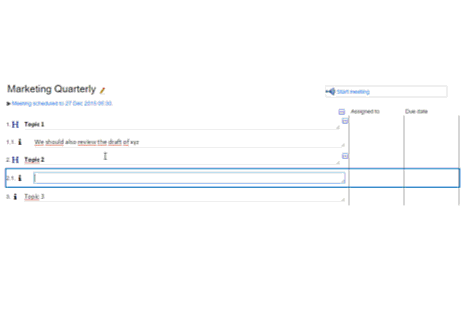 Marketing Quarterly
Start meeting
Meeting scheduled to 27 Dec 2015 09:30.
Assigned to Due date
1. H Topic 1
1.1. i We should also review the draft of xyz
2. H Topic 2
2.1. i
3. i Topic 3